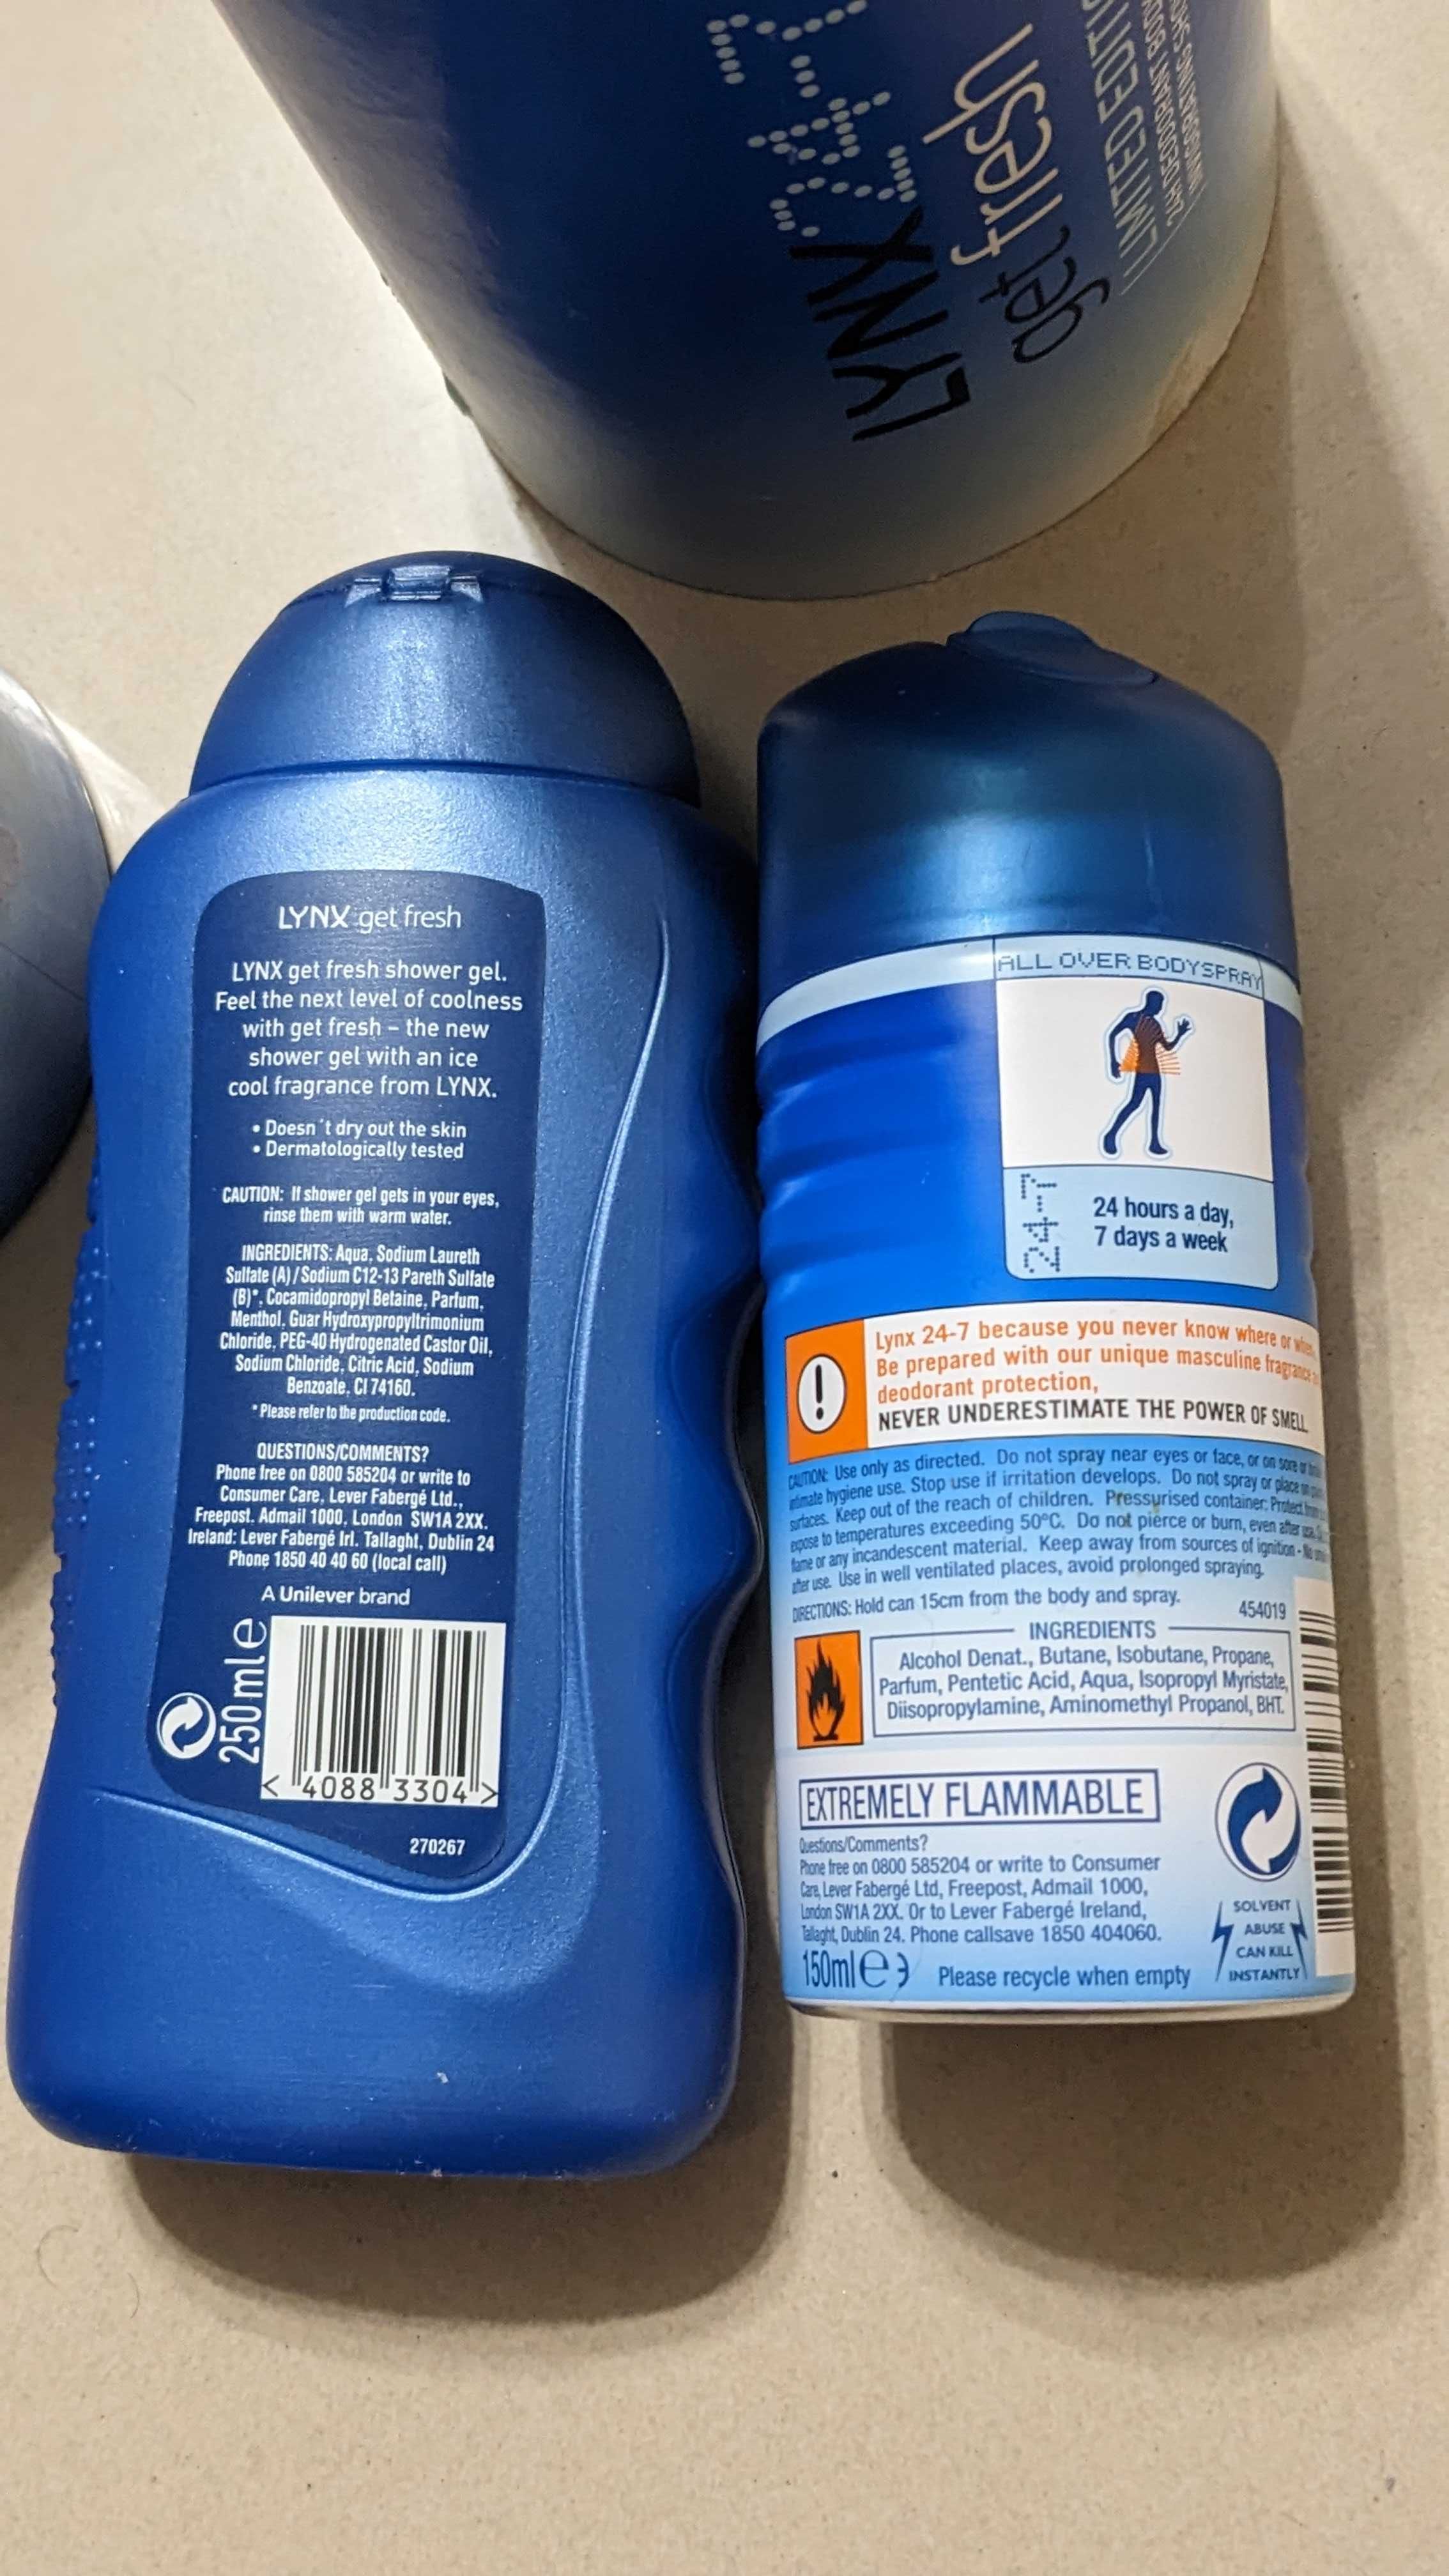 LYNX 24-7
get fresh
LIMITED EDITION
24H DEODORANT BODY
INVIGORATING SHOWER
LYNX get fresh
LYNX get fresh shower gel.
Feel the next level of coolness
with get fresh – the new
shower gel with an ice
cool fragrance from LYNX.
• Doesn't dry out the skin
• Dermatologically tested
CAUTION: If shower gel gets in your eyes,
rinse them with warm water.
INGREDIENTS: Aqua, Sodium Laureth
Sulfate (A) / Sodium C12-13 Pareth Sulfate
(B)*, Cocamidopropyl Betaine, Parfum,
Menthol, Guar Hydroxypropyltrimonium
Chloride, PEG-40 Hydrogenated Castor Oil,
Sodium Chloride, Citric Acid, Sodium
Benzoate, CI 74160.
* Please refer to the production code.
QUESTIONS/COMMENTS?
Phone free on 0800 585204 or write to
Consumer Care, Lever Fabergé Ltd.,
Freepost, Admail 1000, London SW1A 2XX.
Ireland: Lever Fabergé Irl. Tallaght, Dublin 24
Phone 1850 40 40 60 (local call)
A Unilever brand
250ml e
< 4088 3304 >
270267
ALL OVER BODYSPRAY
24-7
24 hours a day,
7 days a week
Lynx 24-7 because you never know where or when.
Be prepared with our unique masculine fragrance
deodorant protection,
NEVER UNDERESTIMATE THE POWER OF SMELL
CAUTION: Use only as directed. Do not spray near eyes or face, or on sore or
intimate hygiene use. Stop use if irritation develops. Do not spray or place on
surfaces. Keep out of the reach of children. Pressurised container: Protect from
expose to temperatures exceeding 50°C. Do not pierce or burn, even after use.
flame or any incandescent material. Keep away from sources of ignition - No
after use. Use in well ventilated places, avoid prolonged spraying.
DIRECTIONS: Hold can 15cm from the body and spray.
454019
INGREDIENTS
Alcohol Denat., Butane, Isobutane, Propane,
Parfum, Pentetic Acid, Aqua, Isopropyl Myristate,
Diisopropylamine, Aminomethyl Propanol, BHT.
EXTREMELY FLAMMABLE
Questions/Comments?
Phone free on 0800 585204 or write to Consumer
Care, Lever Fabergé Ltd, Freepost, Admail 1000,
London SW1A 2XX. Or to Lever Fabergé Ireland,
Tallaght, Dublin 24. Phone callsave 1850 404060.
150ml e 3
Please recycle when empty
SOLVENT
ABUSE
CAN KILL
INSTANTLY